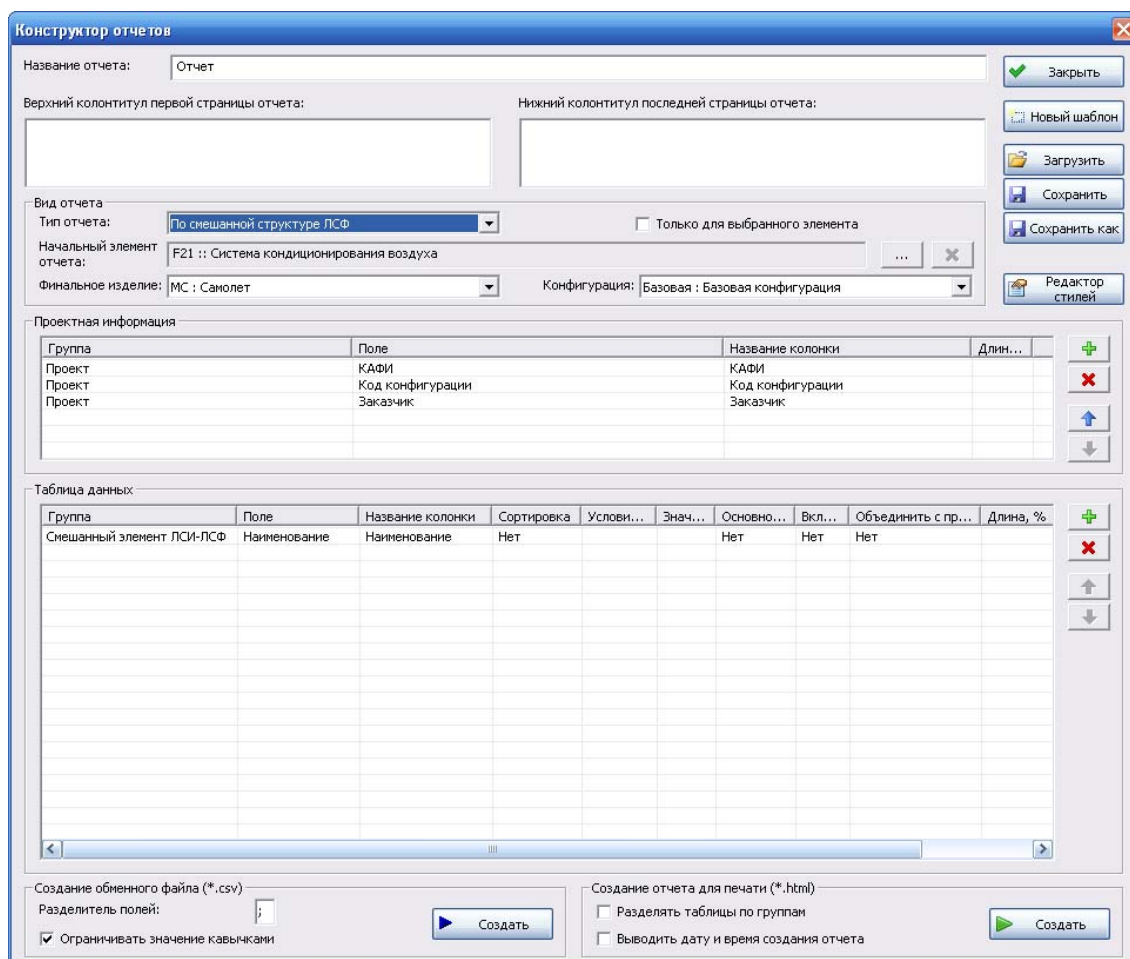 Конструктор отчетов
Название отчета: Отчет
Закрыть
Верхний колонтитул первой страницы отчета: Нижний колонтитул последней страницы отчета:
Новый шаблон
Загрузить
Сохранить
Сохранить как
Редактор стилей
Вид отчета
Тип отчета: По смешанной структуре ЛСФ Только для выбранного элемента
Начальный элемент отчета: F21 :: Система кондиционирования воздуха ...
Финальное изделие: МС : Самолет Конфигурация: Базовая : Базовая конфигурация
Проектная информация
Группа Поле Название колонки Длин...
Проект КАФИ КАФИ
Проект Код конфигурации Код конфигурации
Проект Заказчик Заказчик
Таблица данных
Группа Поле Название колонки Сортировка Услови... Знач... Основно... Вкл... Объединить с пр... Длина, %
Смешанный элемент ЛСИ-ЛСФ Наименование Наименование Нет Нет Нет Нет
Создание обменного файла (*.csv)
Разделитель полей: ;
Ограничивать значение кавычками
Создать
Создание отчета для печати (*.html)
Разделять таблицы по группам
Выводить дату и время создания отчета
Создать